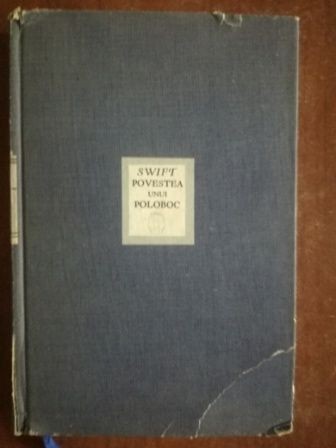 SWIFT
POVESTEA
UNUI
POLOBOC